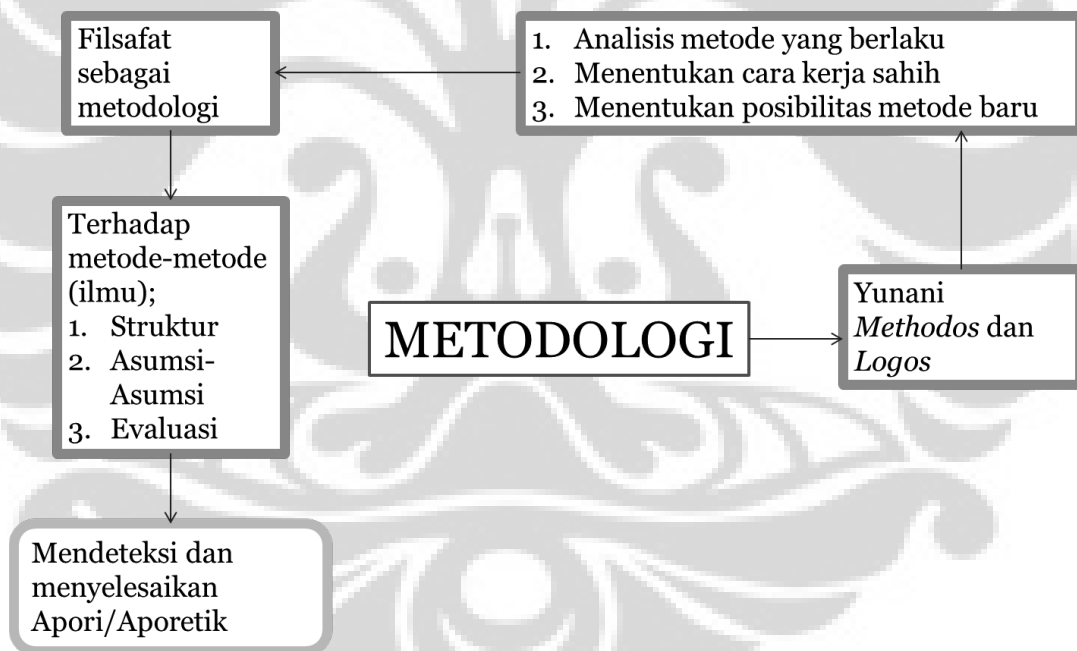 Filsafat
sebagai
metodologi
1. Analisis metode yang berlaku
2. Menentukan cara kerja sahih
3. Menentukan posibilitas metode baru
Terhadap
metode-metode
(ilmu);
1. Struktur
2. Asumsi-
Asumsi
3. Evaluasi
METODOLOGI
Yunani
Methodos dan
Logos
Mendeteksi dan
menyelesaikan
Apori/Aporetik